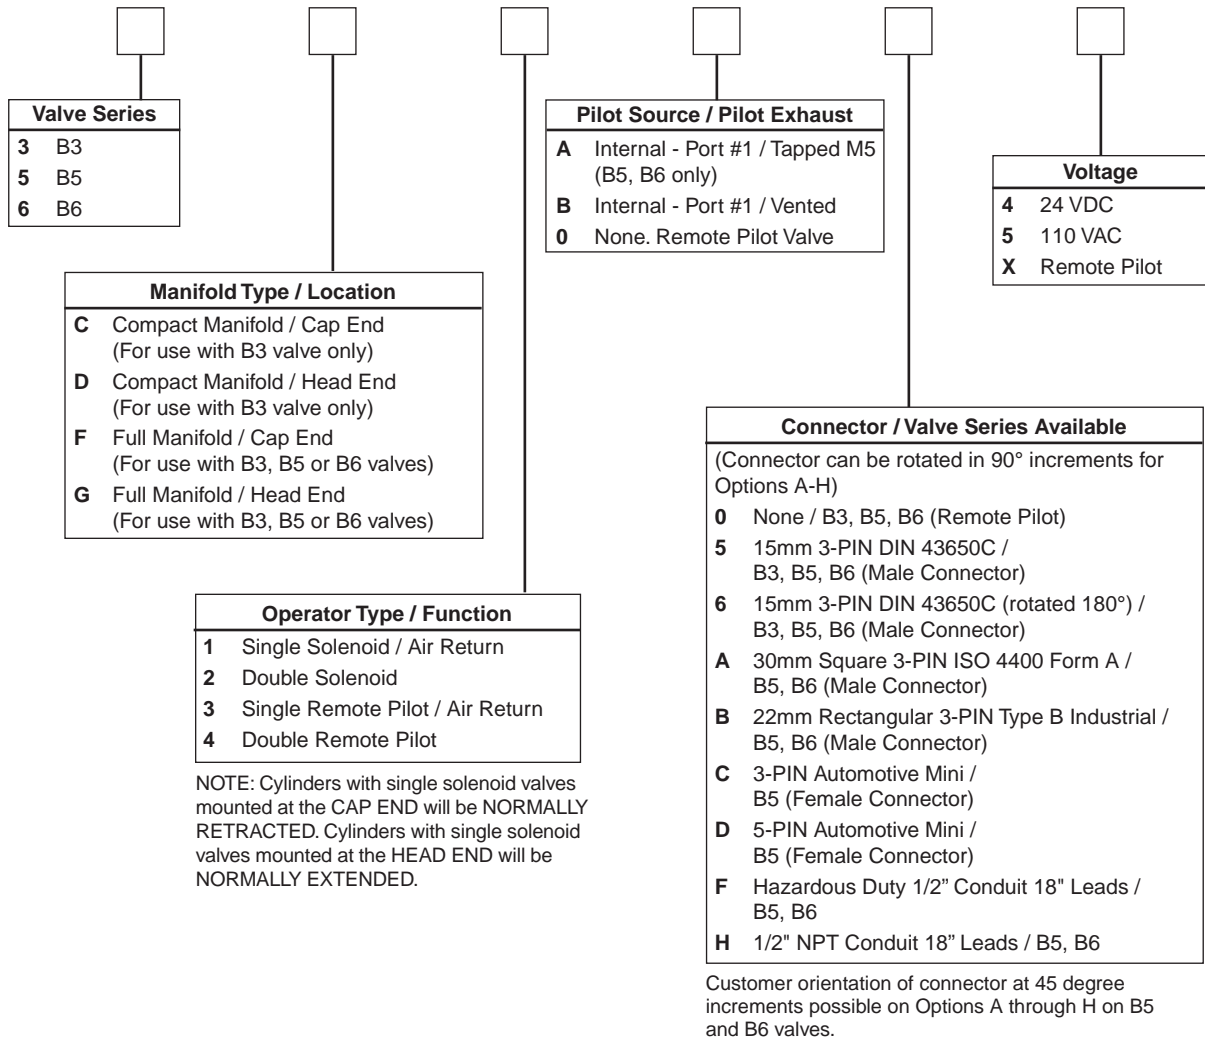 Valve Series
3 B3
5 B5
6 B6
Manifold Type / Location
C Compact Manifold / Cap End
(For use with B3 valve only)
D Compact Manifold / Head End
(For use with B3 valve only)
F Full Manifold / Cap End
(For use with B3, B5 or B6 valves)
G Full Manifold / Head End
(For use with B3, B5 or B6 valves)
Operator Type / Function
1 Single Solenoid / Air Return
2 Double Solenoid
3 Single Remote Pilot / Air Return
4 Double Remote Pilot
NOTE: Cylinders with single solenoid valves
mounted at the CAP END will be NORMALLY
RETRACTED. Cylinders with single solenoid
valves mounted at the HEAD END will be
NORMALLY EXTENDED.
Pilot Source / Pilot Exhaust
A Internal - Port #1 / Tapped M5
(B5, B6 only)
B Internal - Port #1 / Vented
0 None. Remote Pilot Valve
Connector / Valve Series Available
(Connector can be rotated in 90° increments for
Options A-H)
0 None / B3, B5, B6 (Remote Pilot)
5 15mm 3-PIN DIN 43650C /
B3, B5, B6 (Male Connector)
6 15mm 3-PIN DIN 43650C (rotated 180°) /
B3, B5, B6 (Male Connector)
A 30mm Square 3-PIN ISO 4400 Form A /
B5, B6 (Male Connector)
B 22mm Rectangular 3-PIN Type B Industrial /
B5, B6 (Male Connector)
C 3-PIN Automotive Mini /
B5 (Female Connector)
D 5-PIN Automotive Mini /
B5 (Female Connector)
F Hazardous Duty 1/2” Conduit 18" Leads /
B5, B6
H 1/2" NPT Conduit 18” Leads / B5, B6
Customer orientation of connector at 45 degree
increments possible on Options A through H on B5
and B6 valves.
Voltage
4 24 VDC
5 110 VAC
X Remote Pilot